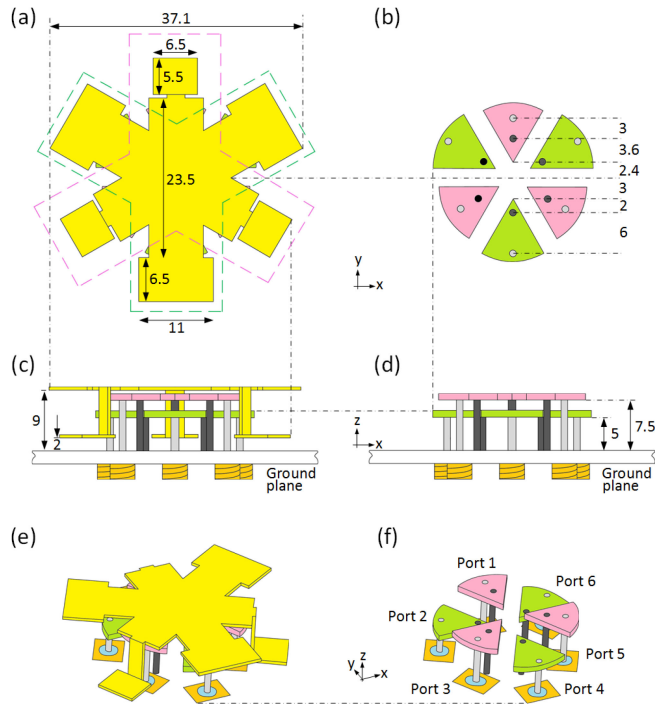 (a)
37.1
6.5
5.5
23.5
6.5
11
(b)
3
3.6
2.4
3
2
6
y
x
(c)
9
2
Ground
plane
z
x
(d)
5
7.5
Ground
plane
(e)
y
z
x
(f)
Port 1
Port 6
Port 2
Port 5
Port 3
Port 4